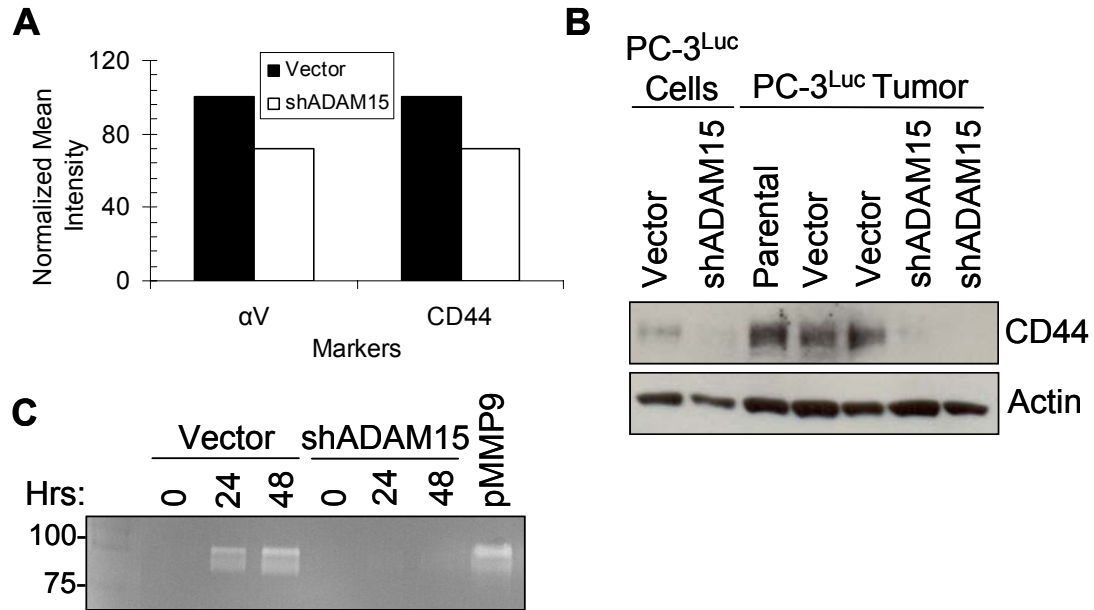 A
Normalized Mean
Intensity
120
80
40
0
Vector
shADAM15
αV
CD44
Markers
B
PC-3Luc
Cells
PC-3Luc Tumor
Vector
shADAM15
Parental
Vector
Vector
shADAM15
shADAM15
CD44
Actin
C
Vector
shADAM15
pMMP9
Hrs:
0
24
48
0
24
48
100-
75-